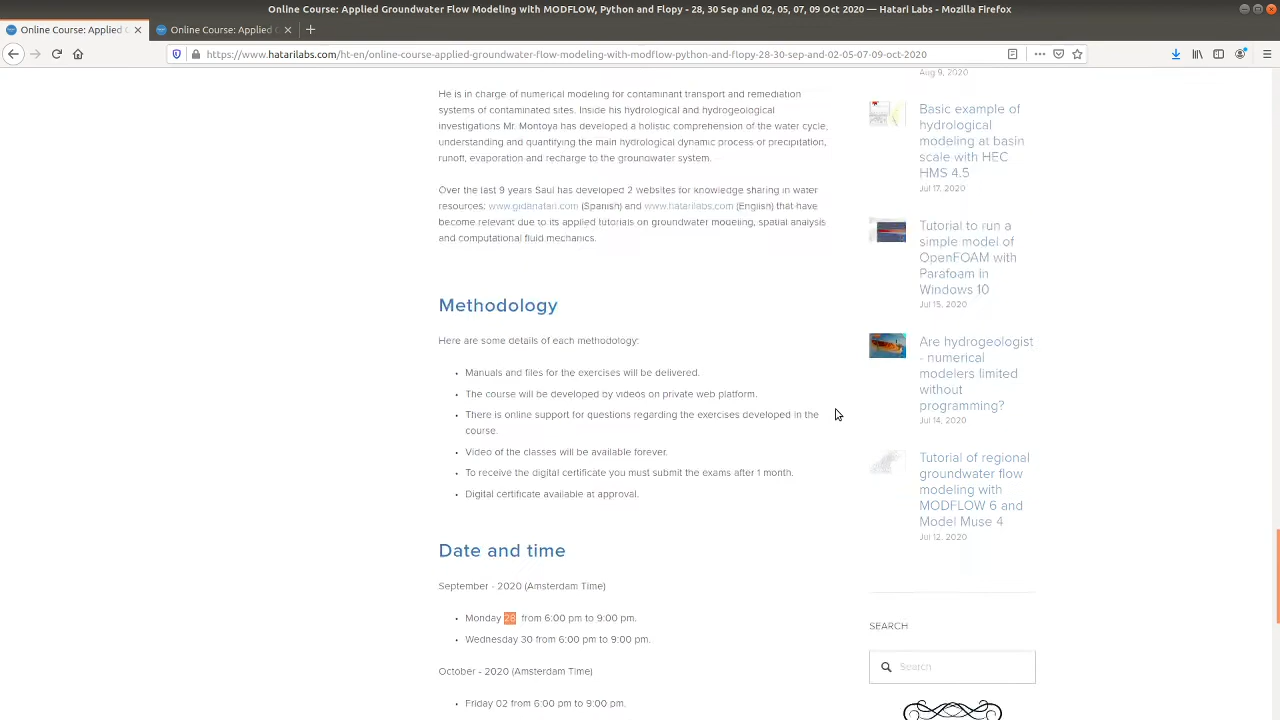 Online Course: Applied Groundwater Flow Modeling with MODFLOW, Python and Flopy - 28, 30 Sep and 02, 05, 07, 09 Oct 2020 — Hatari Labs - Mozilla Firefox
Online Course: Applied G
Online Course: Applied G
https://www.hatarilabs.com/ht-en/online-course-applied-groundwater-flow-modeling-with-modflow-python-and-flopy-28-30-sep-and-02-05-07-09-oct-2020
He is in charge of numerical modeling for contaminant transport and remediation
systems of contaminated sites. Inside his hydrological and hydrogeological
investigations Mr. Montoya has developed a holistic comprehension of the water cycle,
understanding and quantifying the main hydrological dynamic process of precipitation,
runoff, evaporation and recharge to the groundwater system.
Over the last 9 years Saul has developed 2 websites for knowledge sharing in water
resources: www.gidahatari.com (Spanish) and www.hatarilabs.com (English) that have
become relevant due to its applied tutorials on groundwater modeling, spatial analysis
and computational fluid mechanics.
Methodology
Here are some details of each methodology:
• Manuals and files for the exercises will be delivered.
• The course will be developed by videos on private web platform.
• There is online support for questions regarding the exercises developed in the
course.
• Video of the classes will be available forever.
• To receive the digital certificate you must submit the exams after 1 month.
• Digital certificate available at approval.
Date and time
September - 2020 (Amsterdam Time)
• Monday 28 from 6:00 pm to 9:00 pm.
• Wednesday 30 from 6:00 pm to 9:00 pm.
October - 2020 (Amsterdam Time)
• Friday 02 from 6:00 pm to 9:00 pm.
Aug 9, 2020
Basic example of
hydrological
modeling at basin
scale with HEC
HMS 4.5
Jul 17, 2020
Tutorial to run a
simple model of
OpenFOAM with
Parafoam in
Windows 10
Jul 15, 2020
Are hydrogeologist
- numerical
modelers limited
without
programming?
Jul 14, 2020
Tutorial of regional
groundwater flow
modeling with
MODFLOW 6 and
Model Muse 4
Jul 12, 2020
SEARCH
Search